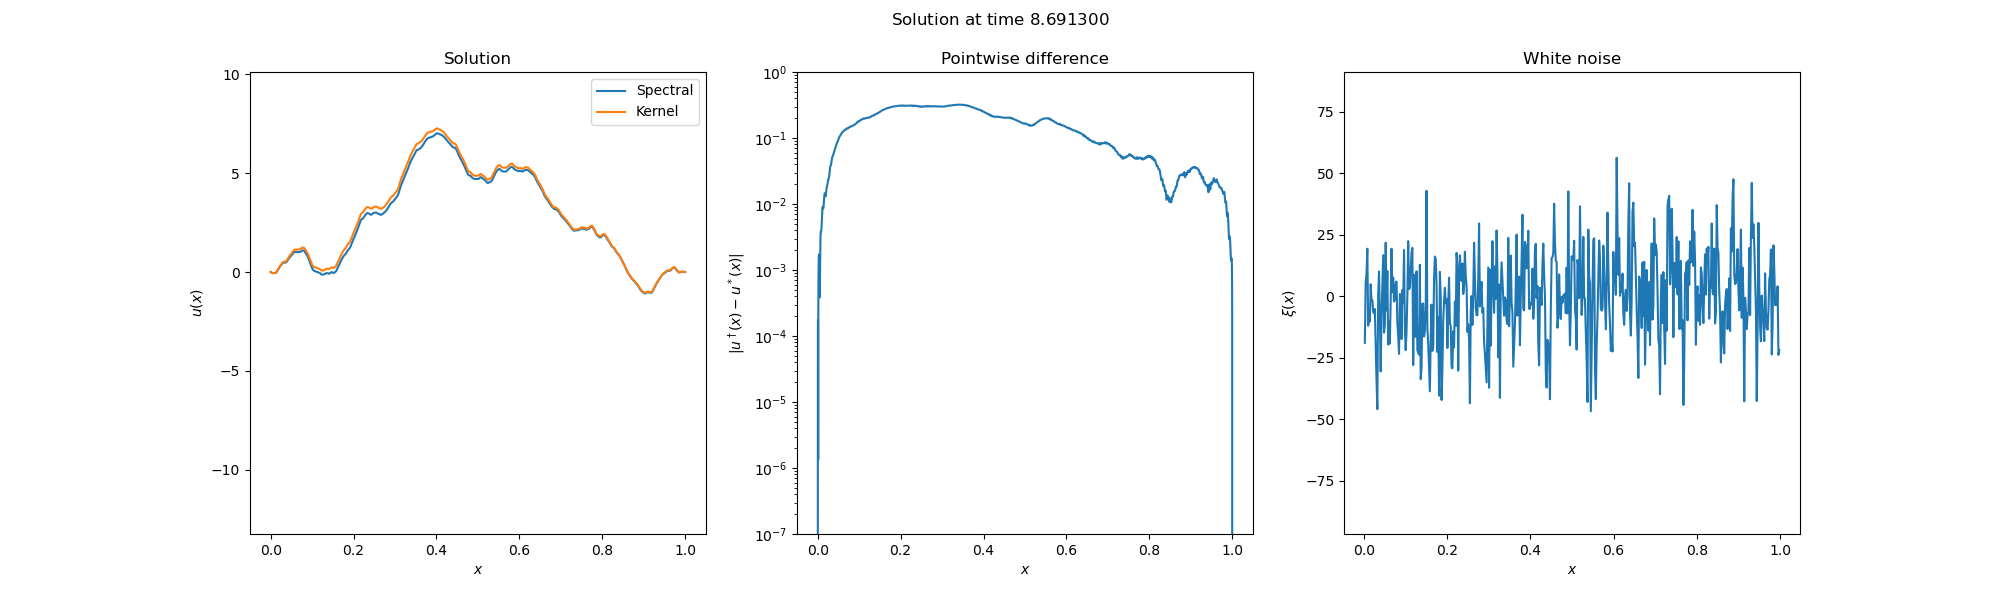 Solution at time 8.691300
Solution
10
5
0
−5
−10
u(x)
0.0 0.2 0.4 0.6 0.8 1.0
x
Spectral
Kernel
Pointwise difference
10⁰
10⁻¹
10⁻²
10⁻³
10⁻⁴
10⁻⁵
10⁻⁶
10⁻⁷
|u†(x) − u*(x)|
0.0 0.2 0.4 0.6 0.8 1.0
x
White noise
75
50
25
0
−25
−50
−75
ξ(x)
0.0 0.2 0.4 0.6 0.8 1.0
x